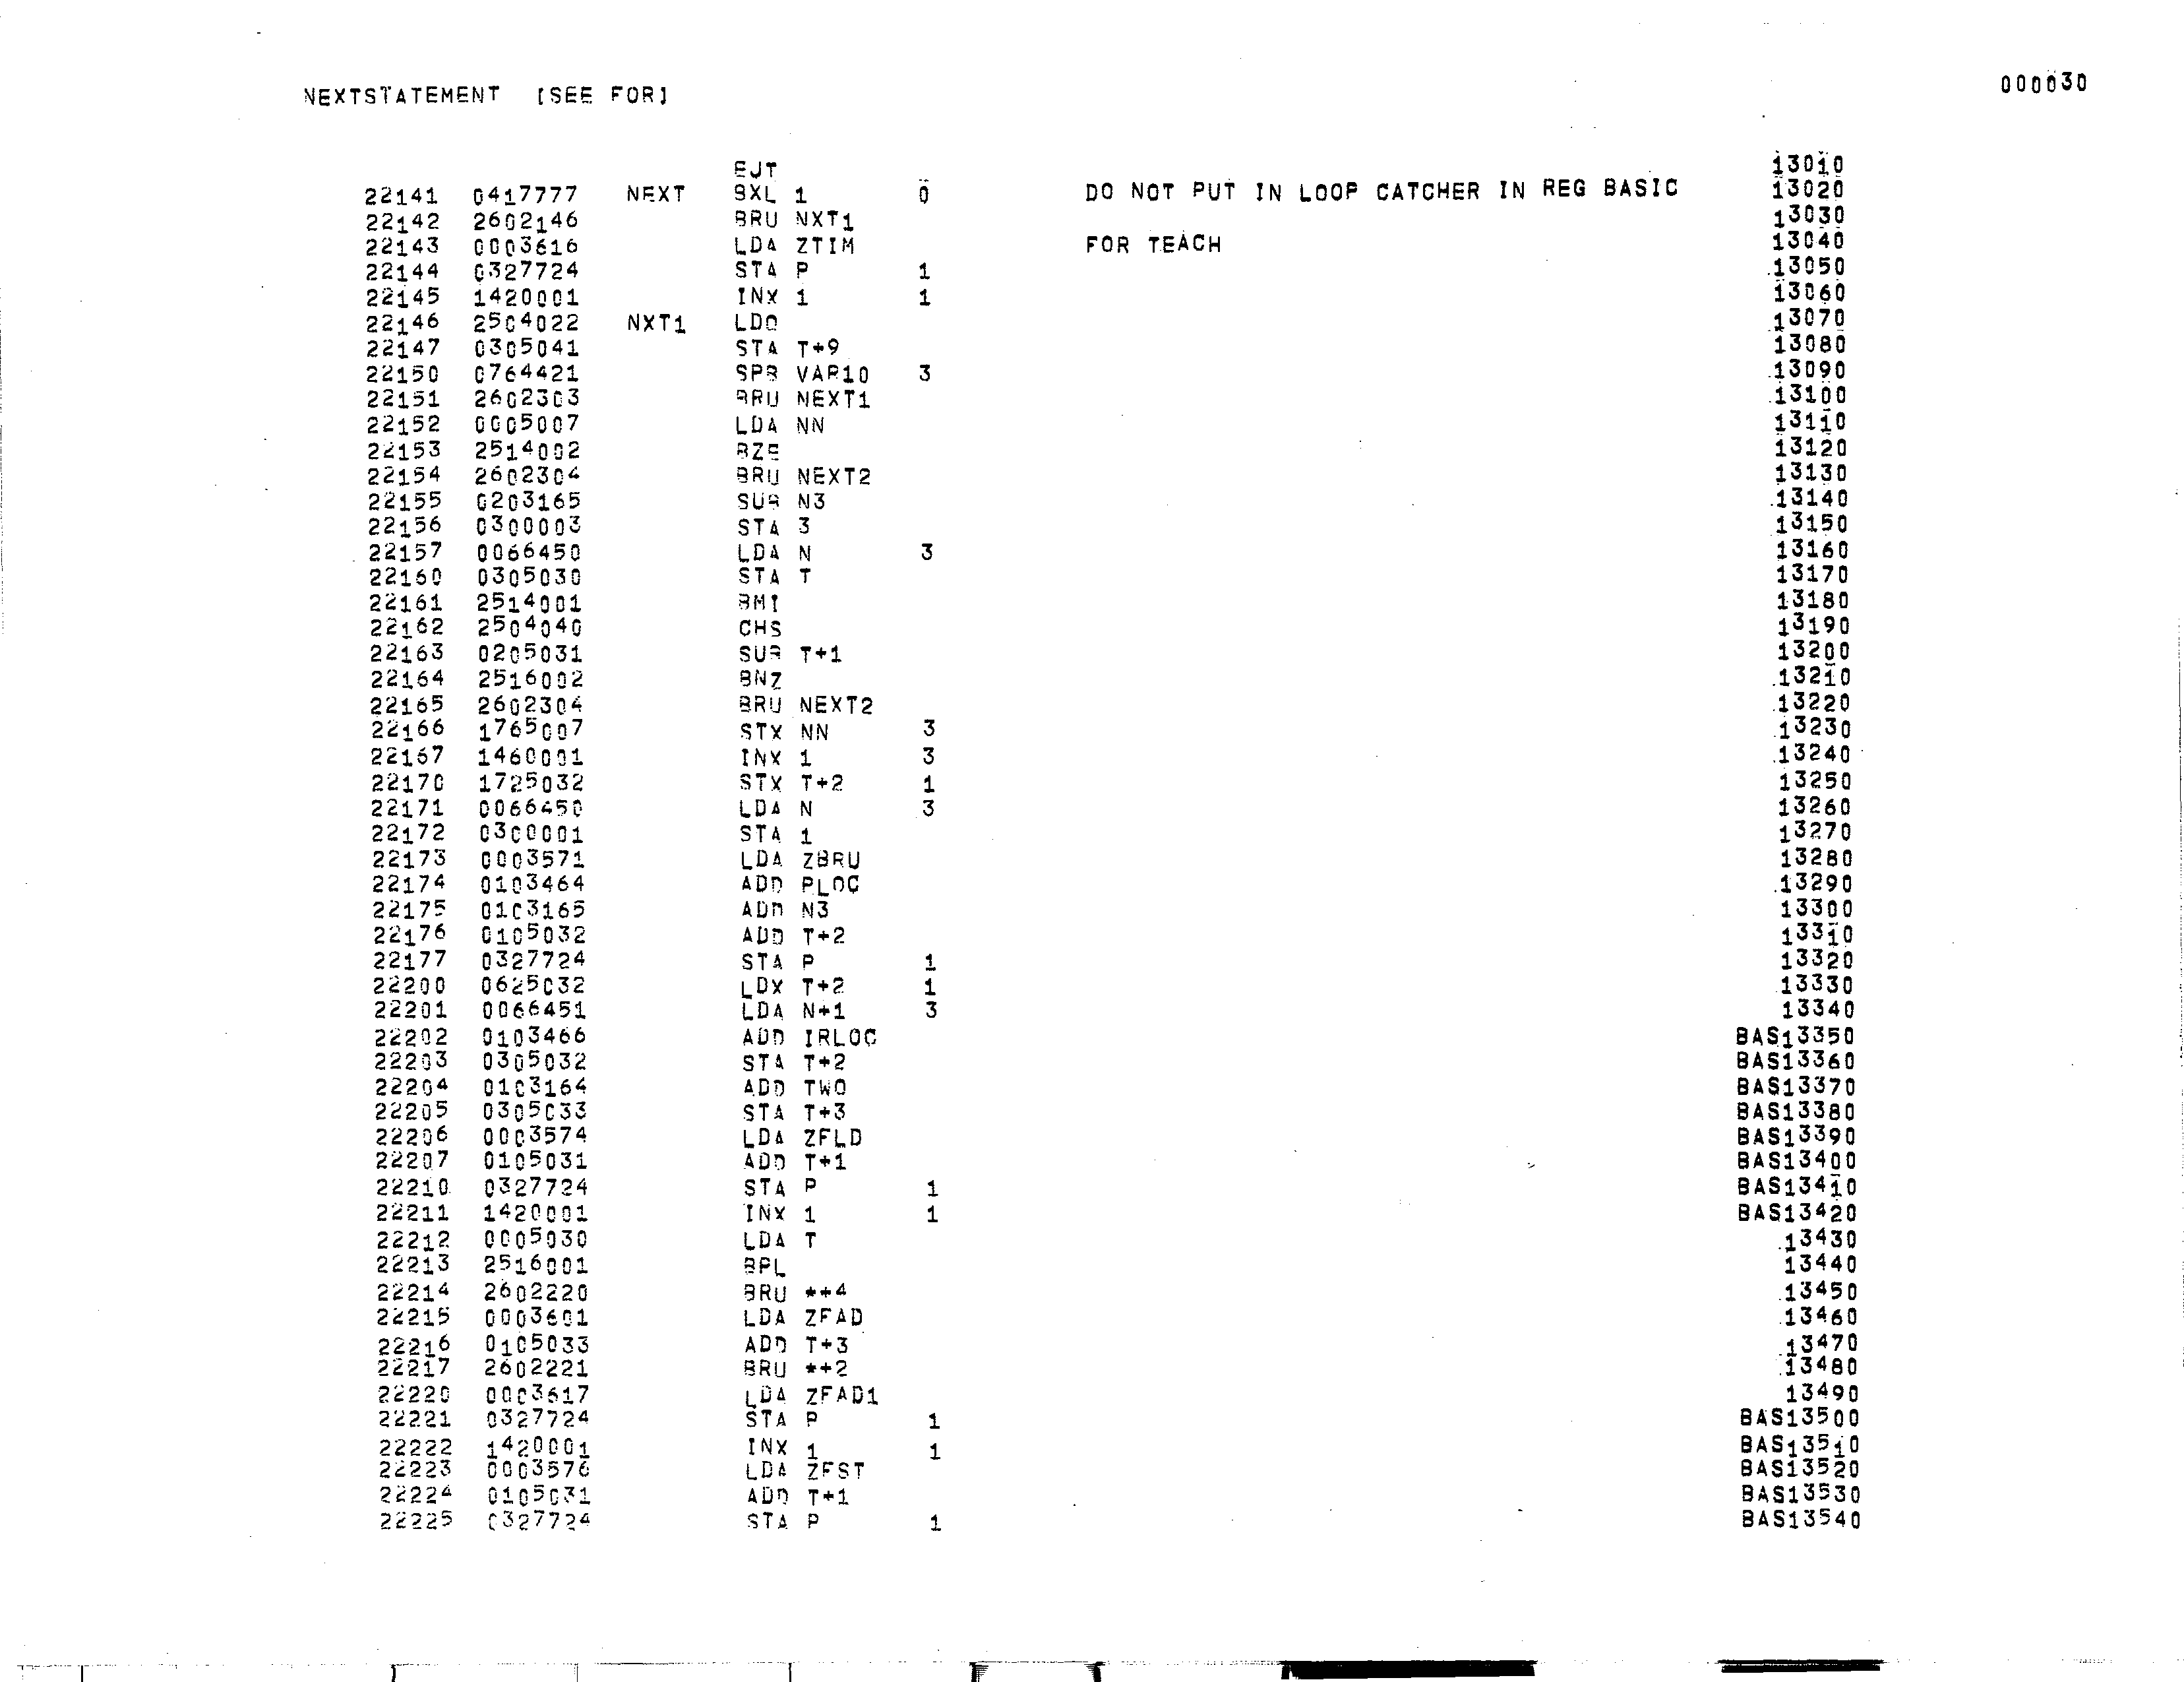 000030
NEXTSTATEMENT [SEE FOR]
EJT 13010
22141 0417777 NEXT BXL 1 0 DO NOT PUT IN LOOP CATCHER IN REG BASIC 13020
22142 2602146 BRU NXT1 13030
22143 0003616 LDA ZTIM FOR TEACH 13040
22144 0327724 STA P 1 13050
22145 1420001 INX 1 1 13060
22146 2504022 NXT1 LDO 13070
22147 0305041 STA T+9 13080
22150 0764421 SPB VAR10 3 13090
22151 2602303 BRU NEXT1 13100
22152 0005007 LDA NN 13110
22153 2514002 BZE 13120
22154 2602304 BRU NEXT2 13130
22155 0203165 SUB N3 13140
22156 0300003 STA 3 13150
22157 0066450 LDA N 3 13160
22160 0305030 STA T 13170
22161 2514001 BMI 13180
22162 2504040 CHS 13190
22163 0205031 SUB T+1 13200
22164 2516002 BNZ 13210
22165 2602304 BRU NEXT2 13220
22166 1765007 STX NN 3 13230
22167 1460001 INX 1 3 13240
22170 1725032 STX T+2 1 13250
22171 0066450 LDA N 3 13260
22172 0300001 STA 1 13270
22173 0003571 LDA ZBRU 13280
22174 0103464 ADD PLOC 13290
22175 0103165 ADD N3 13300
22176 0105032 ADD T+2 13310
22177 0327724 STA P 1 13320
22200 0625032 LDX T+2 1 13330
22201 0066451 LDA N+1 3 13340
22202 0103466 ADD IRLOC BAS13350
22203 0305032 STA T+2 BAS13360
22204 0103164 ADD TWO BAS13370
22205 0305033 STA T+3 BAS13380
22206 0003574 LDA ZFLD BAS13390
22207 0105031 ADD T+1 BAS13400
22210 0327724 STA P 1 BAS13410
22211 1420001 INX 1 1 BAS13420
22212 0005030 LDA T 13430
22213 2516001 BPL 13440
22214 2602220 BRU *+4 13450
22215 0003601 LDA ZFAD 13460
22216 0105033 ADD T+3 13470
22217 2602221 BRU *+2 13480
22220 0003617 LDA ZFAD1 13490
22221 0327724 STA P 1 BAS13500
22222 1420001 INX 1 1 BAS13510
22223 0003576 LDA ZFST BAS13520
22224 0105031 ADD T+1 BAS13530
22225 0327724 STA P 1 BAS13540